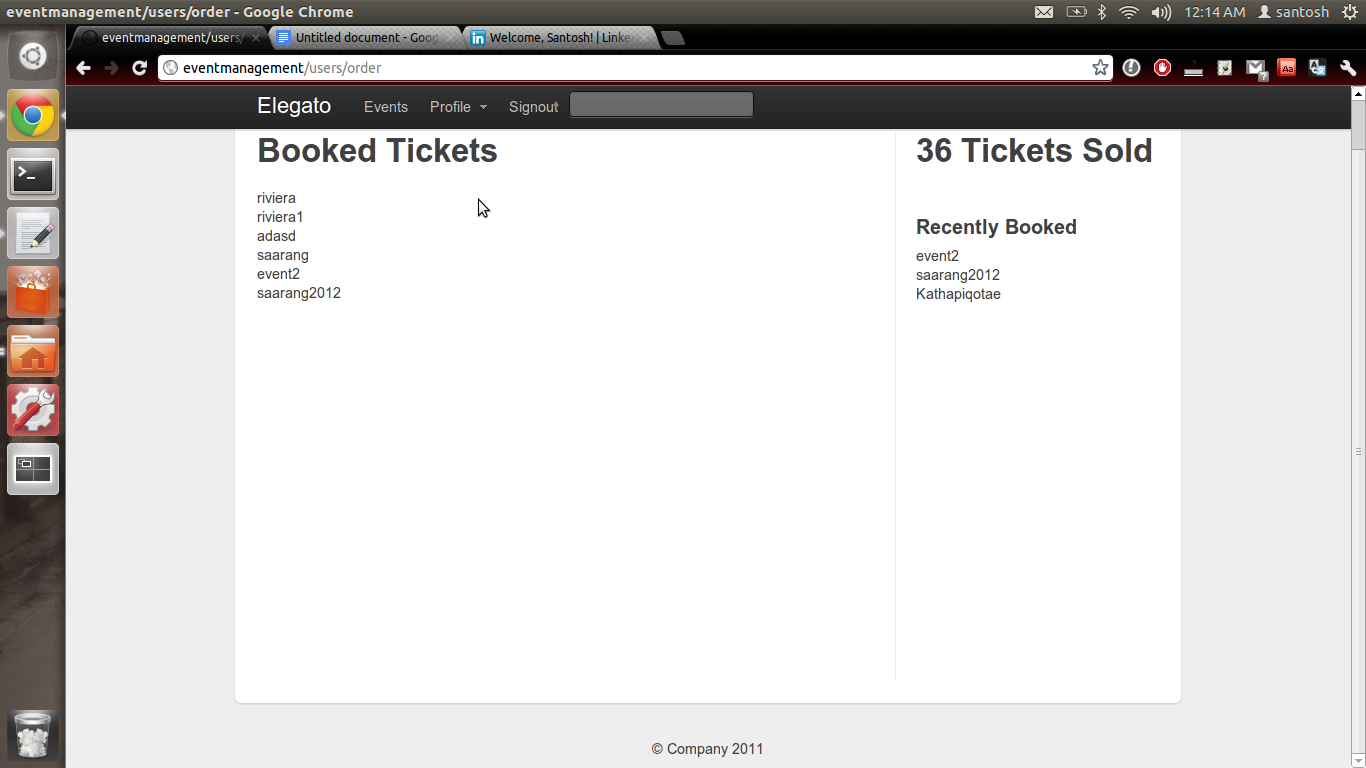 eventmanagement/users/order - Google Chrome
12:14 AM santosh
eventmanagement/users/
Untitled document - Goog
Welcome, Santosh! | Linke
eventmanagement/users/order
Elegato Events Profile Signout
Booked Tickets
riviera
riviera1
adasd
saarang
event2
saarang2012
36 Tickets Sold
Recently Booked
event2
saarang2012
Kathapiqotae
© Company 2011